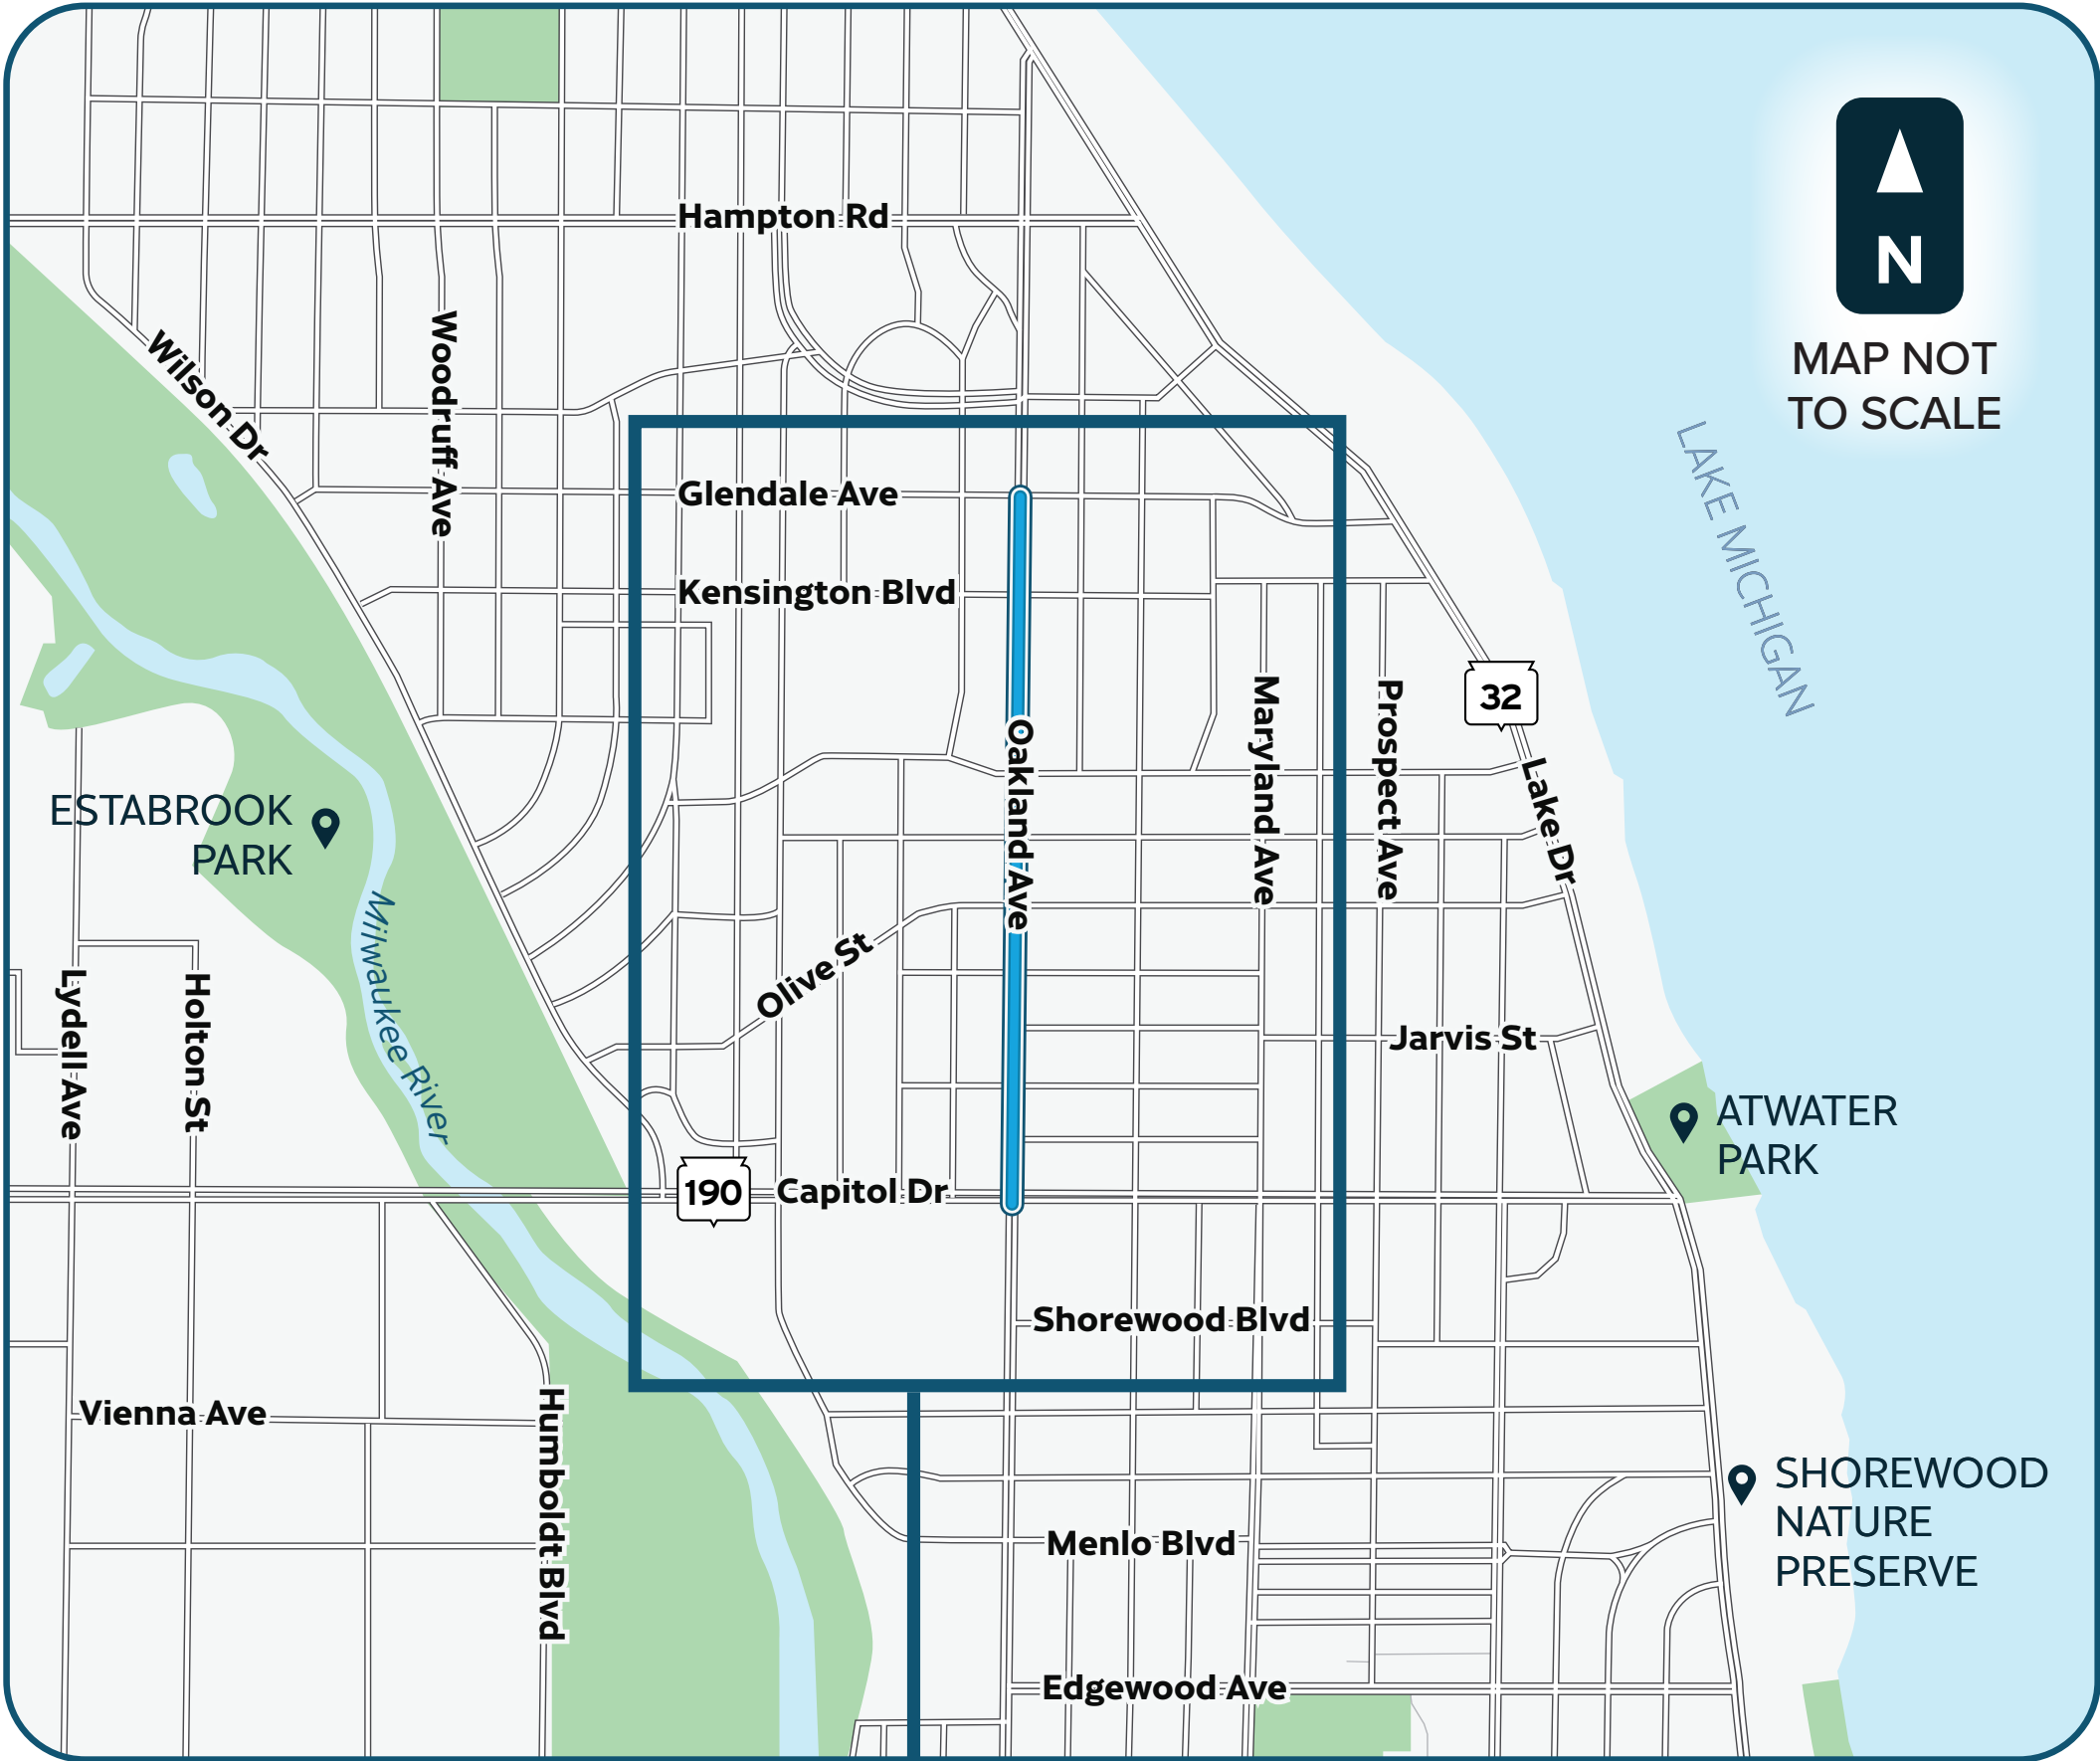 Hampton Rd
N
MAP NOT
TO SCALE
Wilson Dr
Woodruff Ave
LAKE MICHIGAN
Glendale Ave
Kensington Blvd
32
Oakland Ave
Maryland Ave
Prospect Ave
Lake Dr
ESTABROOK
PARK
Milwaukee River
Olive St
Lydell Ave
Holton St
Jarvis St
ATWATER
PARK
190
Capitol Dr
Shorewood Blvd
Vienna Ave
Humboldt Blvd
SHOREWOOD
NATURE
PRESERVE
Menlo Blvd
Edgewood Ave